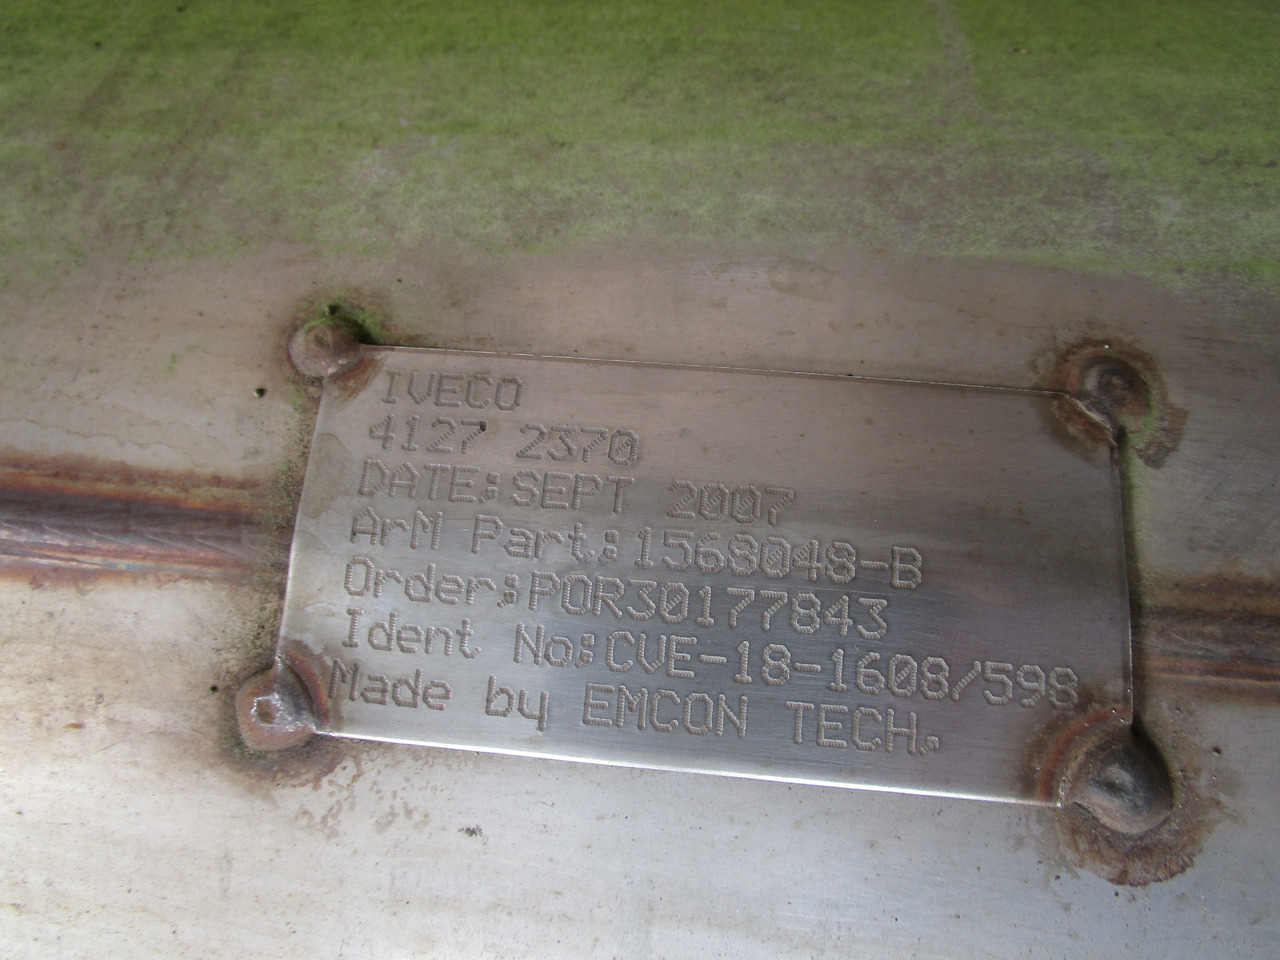 IVECO
4127 2370
DATE:SEPT 2007
ArM Part:1568048-B
Order:POR30177843
Ident No:CVE-18-1608/598
Made by EMCON TECH.